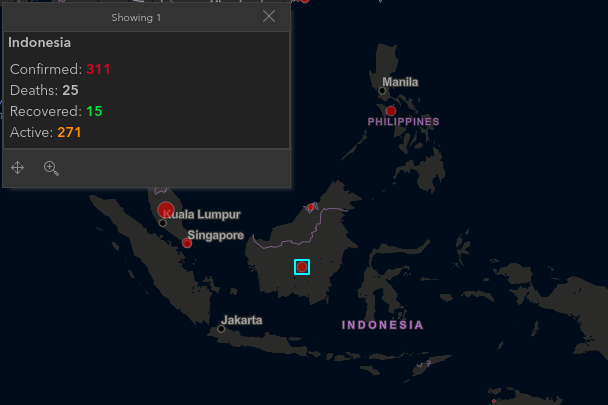 Showing 1
Indonesia
Confirmed: 311
Deaths: 25
Recovered: 15
Active: 271
Manila
PHILIPPINES
Kuala Lumpur
Singapore
Jakarta
INDONESIA